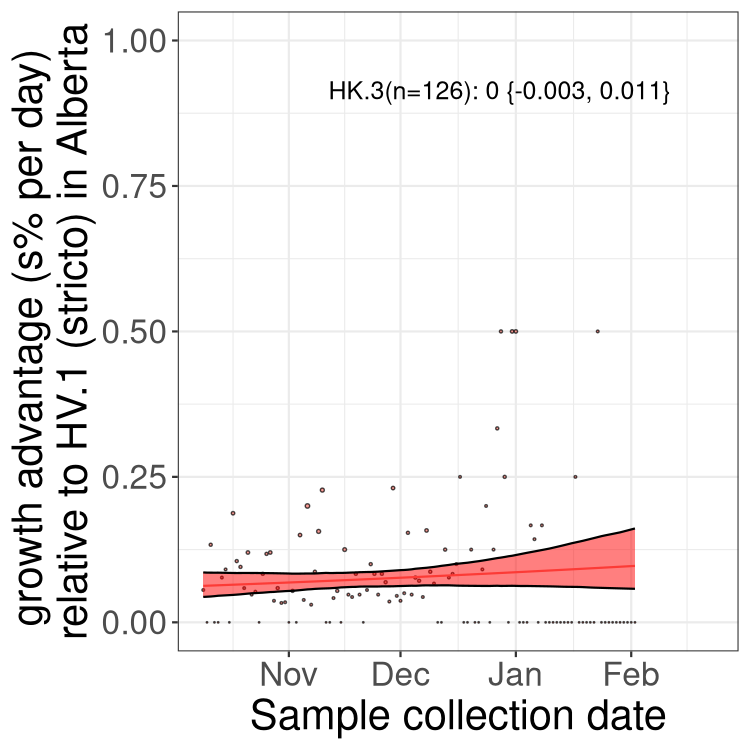 growth advantage (s% per day)
relative to HV.1 (stricto) in Alberta
1.00
0.75
0.50
0.25
0.00
HK.3(n=126): 0 {-0.003, 0.011}
Nov Dec Jan Feb
Sample collection date